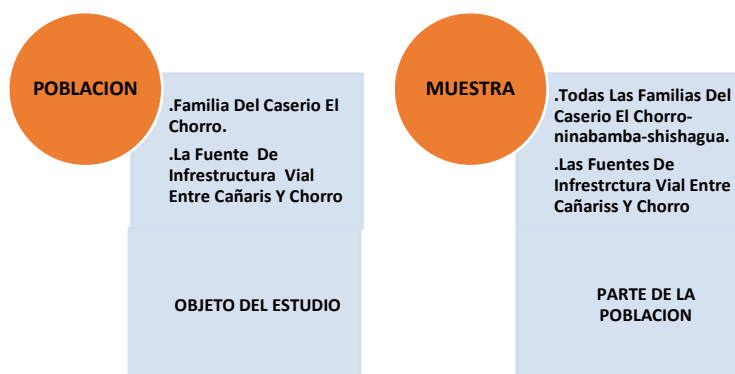 POBLACION
.Familia Del Caserio El
Chorro.
.La Fuente De
Infrestructura Vial
Entre Cañaris Y Chorro
OBJETO DEL ESTUDIO
MUESTRA
.Todas Las Familias Del
Caserio El Chorro-
ninabamba-shishagua.
.Las Fuentes De
Infrestrctura Vial Entre
Cañariss Y Chorro
PARTE DE LA
POBLACION